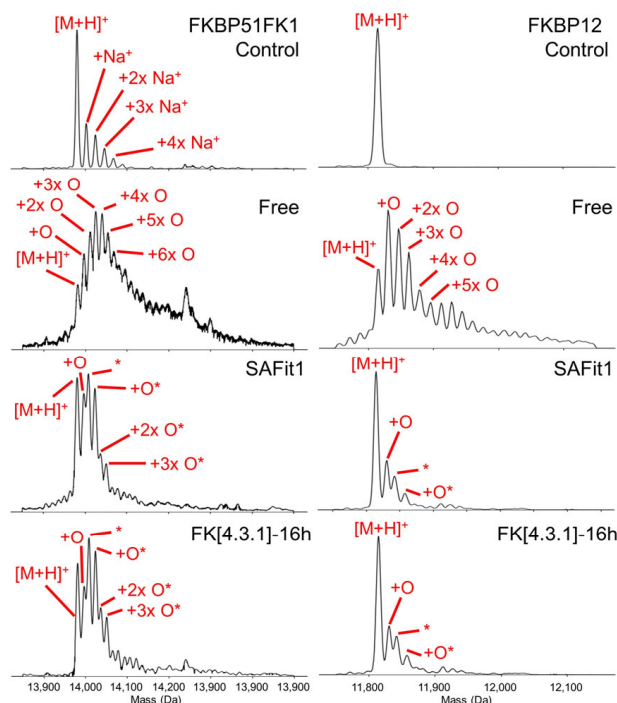 [M+H]+
FKBP51FK1
Control
+Na+
+2x Na+
+3x Na+
+4x Na+
[M+H]+
FKBP12
Control
+3x O
Free
+2x O
+4x O
+O
+5x O
[M+H]+
+6x O
+O
Free
+2x O
+3x O
[M+H]+
+4x O
+5x O
+O
*
SAFit1
[M+H]+
+O*
+2x O*
+3x O*
[M+H]+
SAFit1
+O
*
+O*
+O
*
FK[4.3.1]-16h
+O*
[M+H]+
+2x O*
+3x O*
[M+H]+
FK[4.3.1]-16h
+O
*
+O*
13,900 14,000 14,100 14,200 13,900 13,900
Mass (Da)
11,800 11,900 12,000 12,100
Mass (Da)